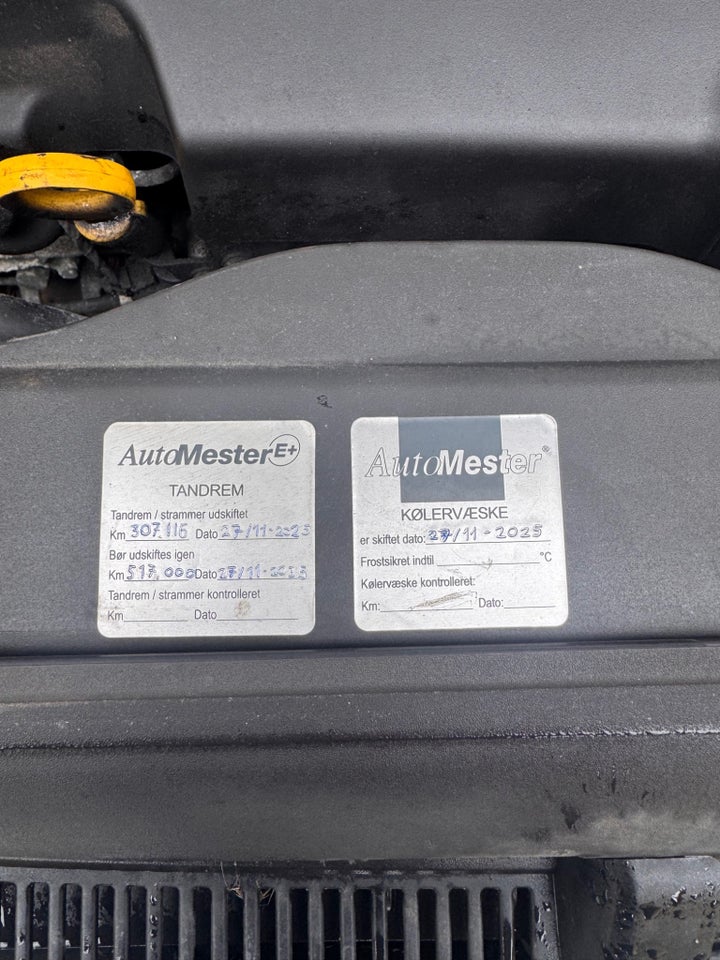 AutoMester E+
TANDREM
Tandrem / strammer udskiftet
Km 307.116 Dato 27/11-2025
Bør udskiftes igen
Km 517.000 Dato 27/11-2025
Tandrem / strammer kontrolleret
Km Dato
AutoMester®
KØLERVÆSKE
er skiftet dato: 27/11-2025
Frostsikret indtil °C
Kølervæske kontrolleret:
Km: Dato: